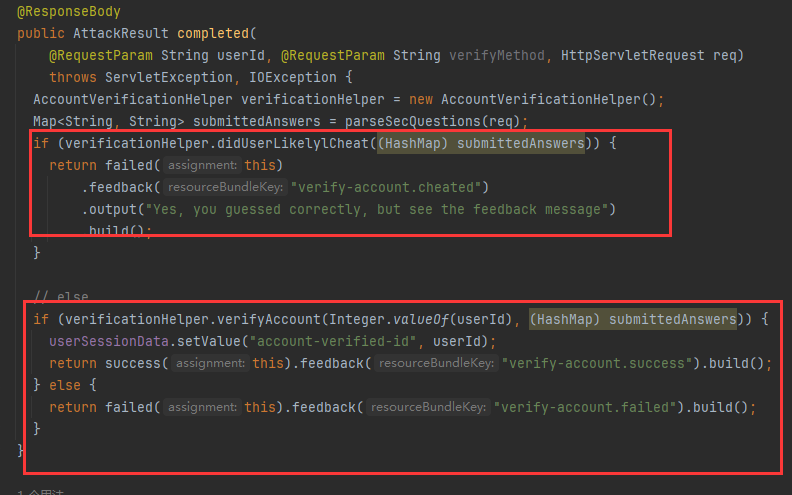 @ResponseBody
public AttackResult completed(
@RequestParam String userId, @RequestParam String verifyMethod, HttpServletRequest req)
throws ServletException, IOException {
AccountVerificationHelper verificationHelper = new AccountVerificationHelper();
Map<String, String> submittedAnswers = parseSecQuestions(req);
if (verificationHelper.didUserLikelylCheat((HashMap) submittedAnswers)) {
return failed( assignment: this)
.feedback( resourceBundleKey: "verify-account.cheated")
.output("Yes, you guessed correctly, but see the feedback message")
.build();
}
// else
if (verificationHelper.verifyAccount(Integer.valueOf(userId), (HashMap) submittedAnswers)) {
userSessionData.setValue("account-verified-id", userId);
return success( assignment: this).feedback( resourceBundleKey: "verify-account.success").build();
} else {
return failed( assignment: this).feedback( resourceBundleKey: "verify-account.failed").build();
}
}
1 个用法